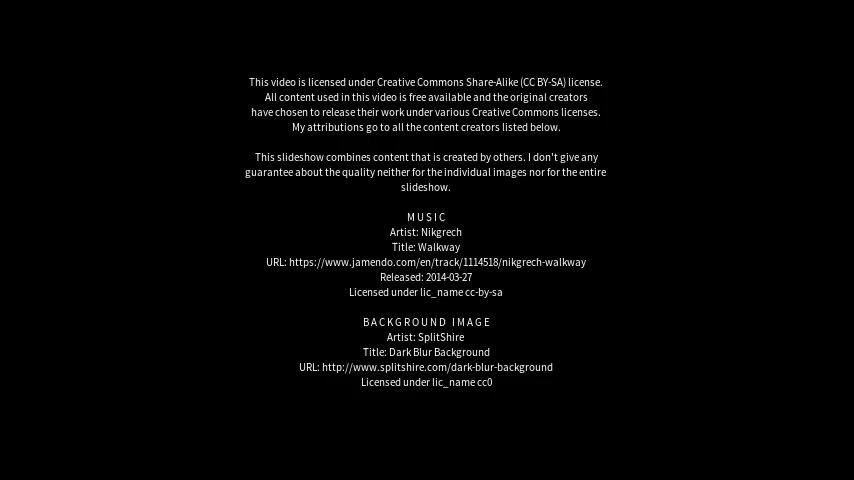 This video is licensed under Creative Commons Share-Alike (CC BY-SA) license.
All content used in this video is free available and the original creators
have chosen to release their work under various Creative Commons licenses.
My attributions go to all the content creators listed below.
This slideshow combines content that is created by others. I don't give any
guarantee about the quality neither for the individual images nor for the entire
slideshow.
MUSIC
Artist: Nikgrech
Title: Walkway
URL: https://www.jamendo.com/en/track/1114518/nikgrech-walkway
Released: 2014-03-27
Licensed under lic_name cc-by-sa
BACKGROUND IMAGE
Artist: SplitShire
Title: Dark Blur Background
URL: http://www.splitshire.com/dark-blur-background
Licensed under lic_name cc0